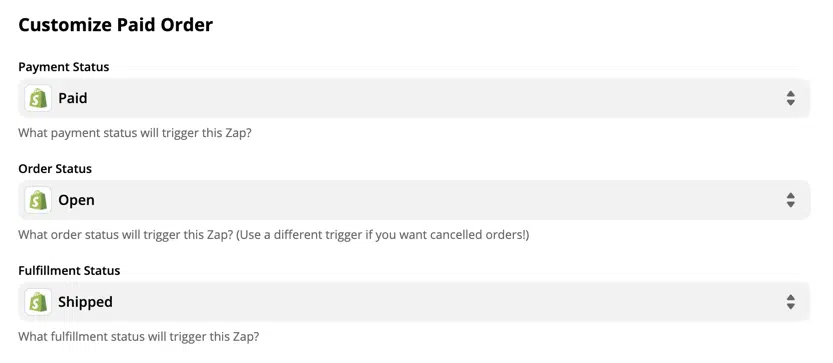 Customize Paid Order
Payment Status
Paid
What payment status will trigger this Zap?
Order Status
Open
What order status will trigger this Zap? (Use a different trigger if you want cancelled orders!)
Fulfillment Status
Shipped
What fulfillment status will trigger this Zap?